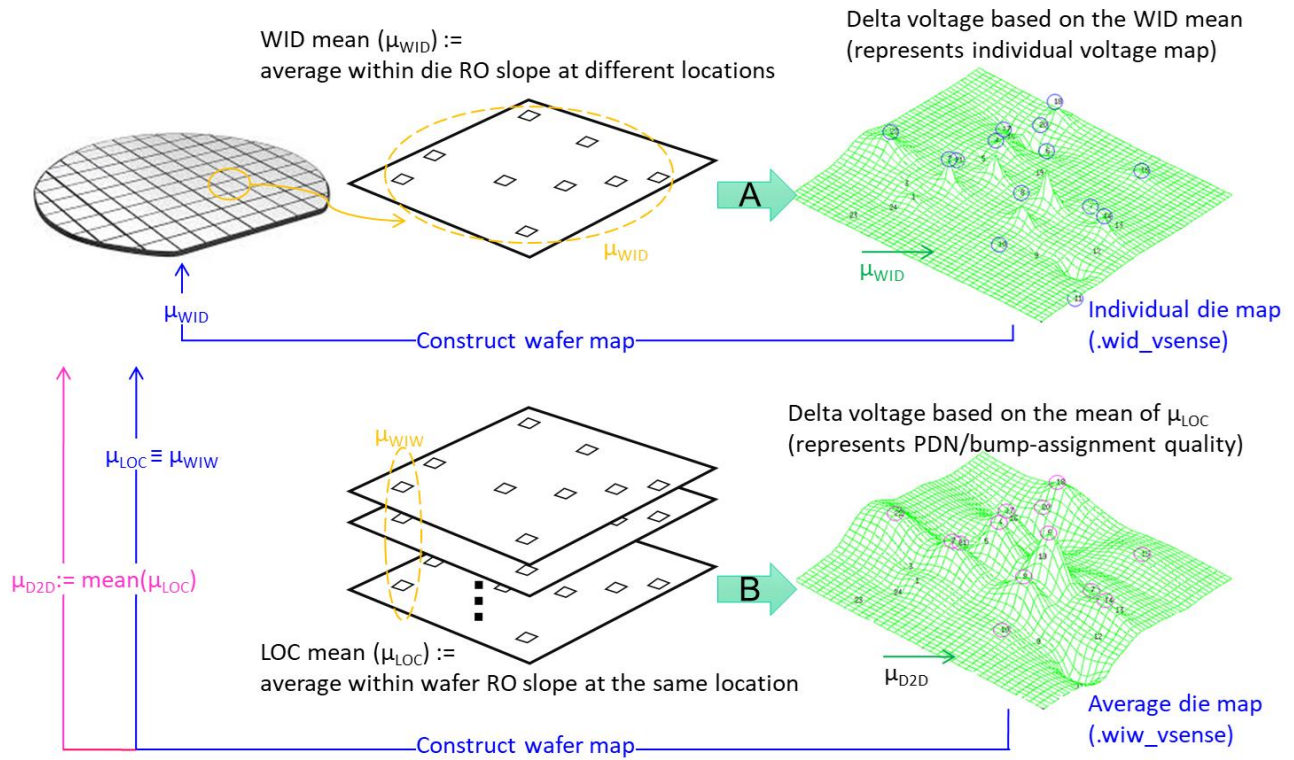 WID mean (μWID) :=
average within die RO slope at different locations
Delta voltage based on the WID mean
(represents individual voltage map)
A
μWID
μWID
μWID
Individual die map
(.wid_vsense)
Construct wafer map
Delta voltage based on the mean of μLOC
(represents PDN/bump-assignment quality)
μWIW
μLOC ≡ μWIW
μD2D:= mean(μLOC)
B
LOC mean (μLOC) :=
average within wafer RO slope at the same location
μD2D
Average die map
(.wiw_vsense)
Construct wafer map